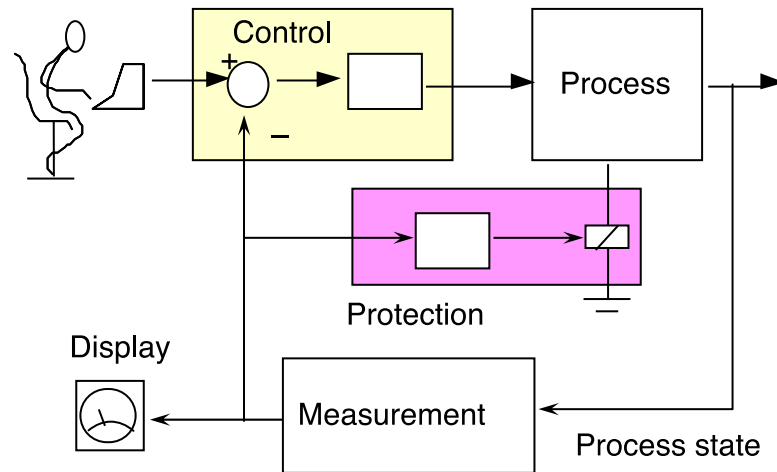 Control
+
Process
−
Protection
Display
Measurement
Process state